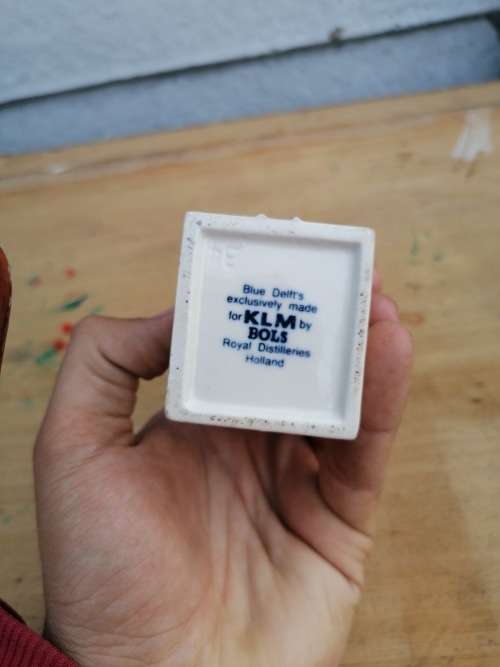 Blue Delft's
exclusively made
for KLM by
BOLS
Royal Distilleries
Holland